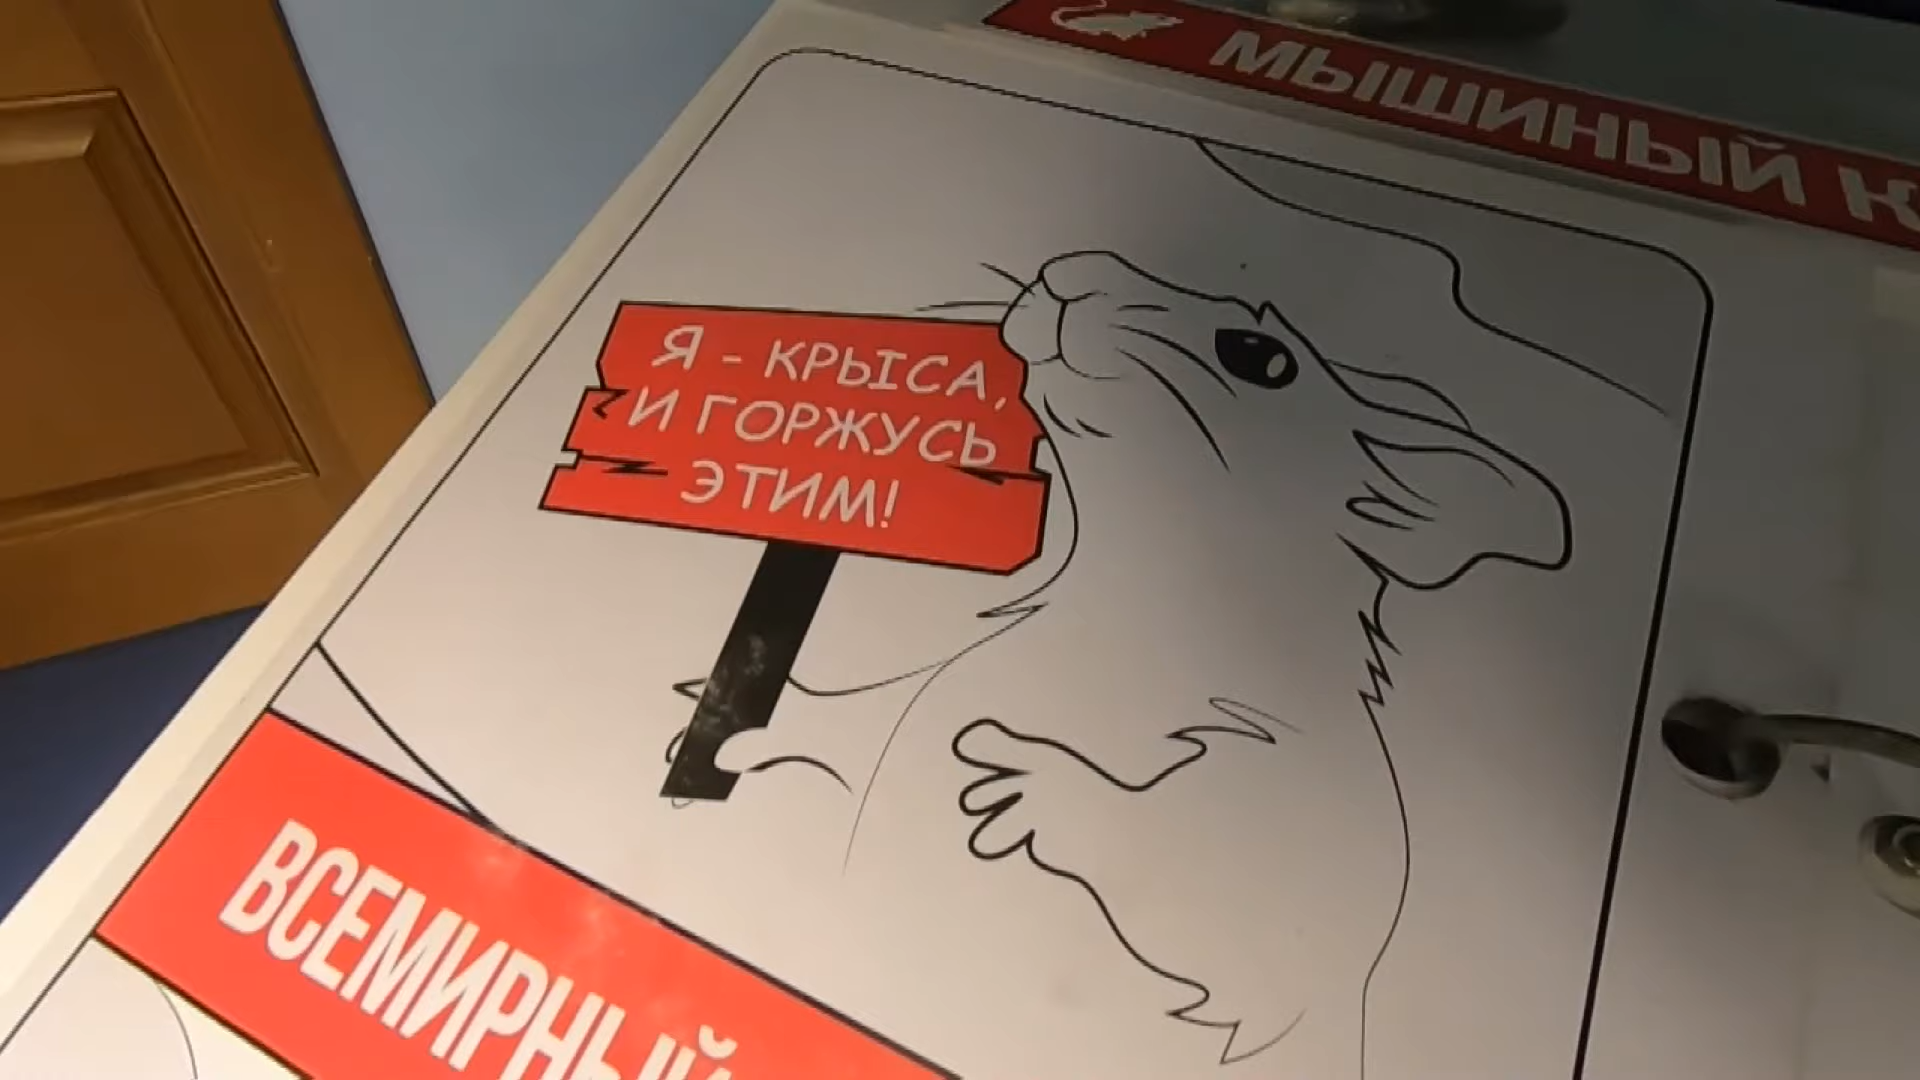 МЫШИНЫЙ
Я - КРЫСА,
И ГОРЖУСЬ
ЭТИМ!
ВСЕМИРНЫЙ